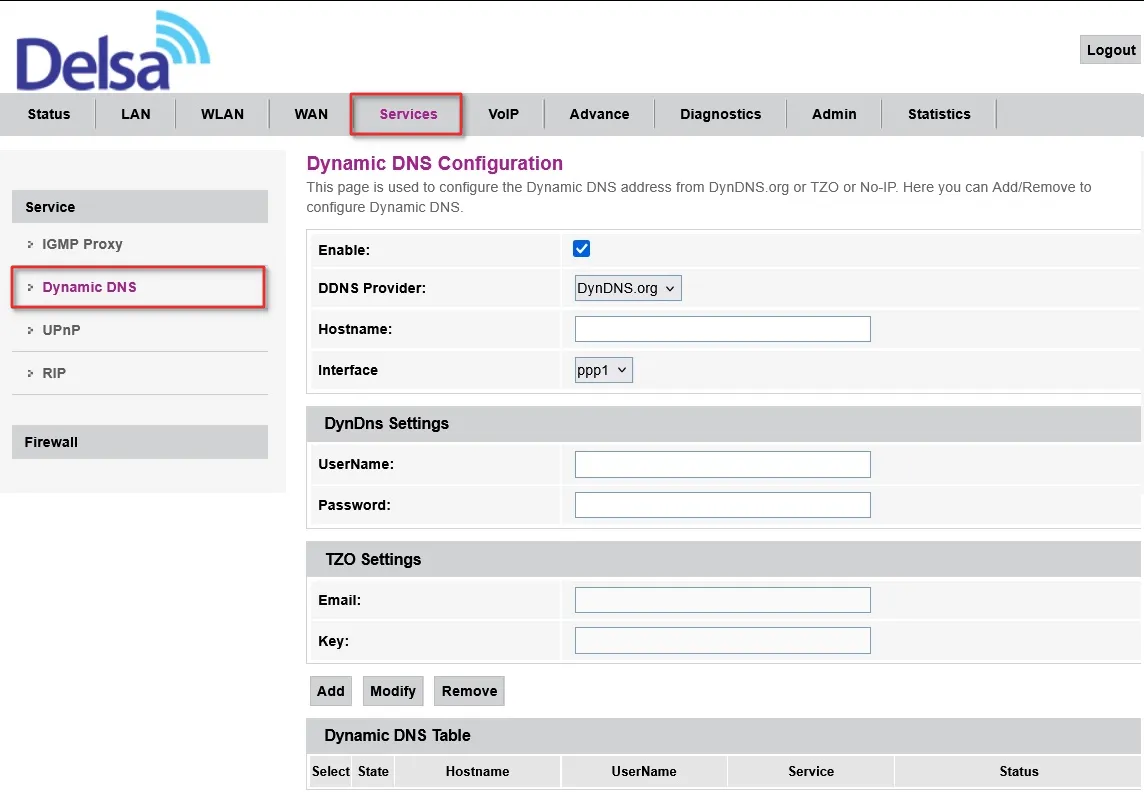 Delsa
Logout
Status LAN WLAN WAN Services VoIP Advance Diagnostics Admin Statistics
Service
IGMP Proxy
Dynamic DNS
UPnP
RIP
Firewall
Dynamic DNS Configuration
This page is used to configure the Dynamic DNS address from DynDNS.org or TZO or No-IP. Here you can Add/Remove to
configure Dynamic DNS.
Enable:
DDNS Provider: DynDNS.org
Hostname:
Interface ppp1
DynDns Settings
UserName:
Password:
TZO Settings
Email:
Key:
Add Modify Remove
Dynamic DNS Table
Select State Hostname UserName Service Status